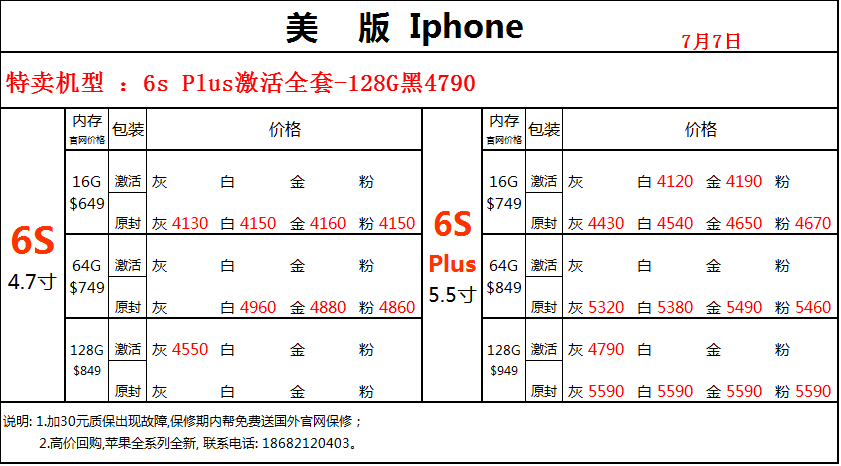 美 版 Iphone
7月7日
特卖机型 ：6s Plus激活全套-128G黑4790
内存 官网价格 包装 价格 内存 官网价格 包装 价格
6S 4.7寸
16G $649
激活 灰 白 金 粉
原封 灰 4130 白 4150 金 4160 粉 4150
64G $749
激活 灰 白 金 粉
原封 灰 白 4960 金 4880 粉 4860
128G $849
激活 灰 4550 白 金 粉
原封 灰 白 金 粉
6S Plus 5.5寸
16G $749
激活 灰 白 4120 金 4190 粉
原封 灰 4430 白 4540 金 4650 粉 4670
64G $849
激活 灰 白 金 粉
原封 灰 5320 白 5380 金 5490 粉 5460
128G $949
激活 灰 4790 白 金 粉
原封 灰 5590 白 5590 金 5590 粉 5590
说明: 1.加30元质保出现故障,保修期内帮免费送国外官网保修；
2.高价回购,苹果全系列全新, 联系电话: 18682120403。